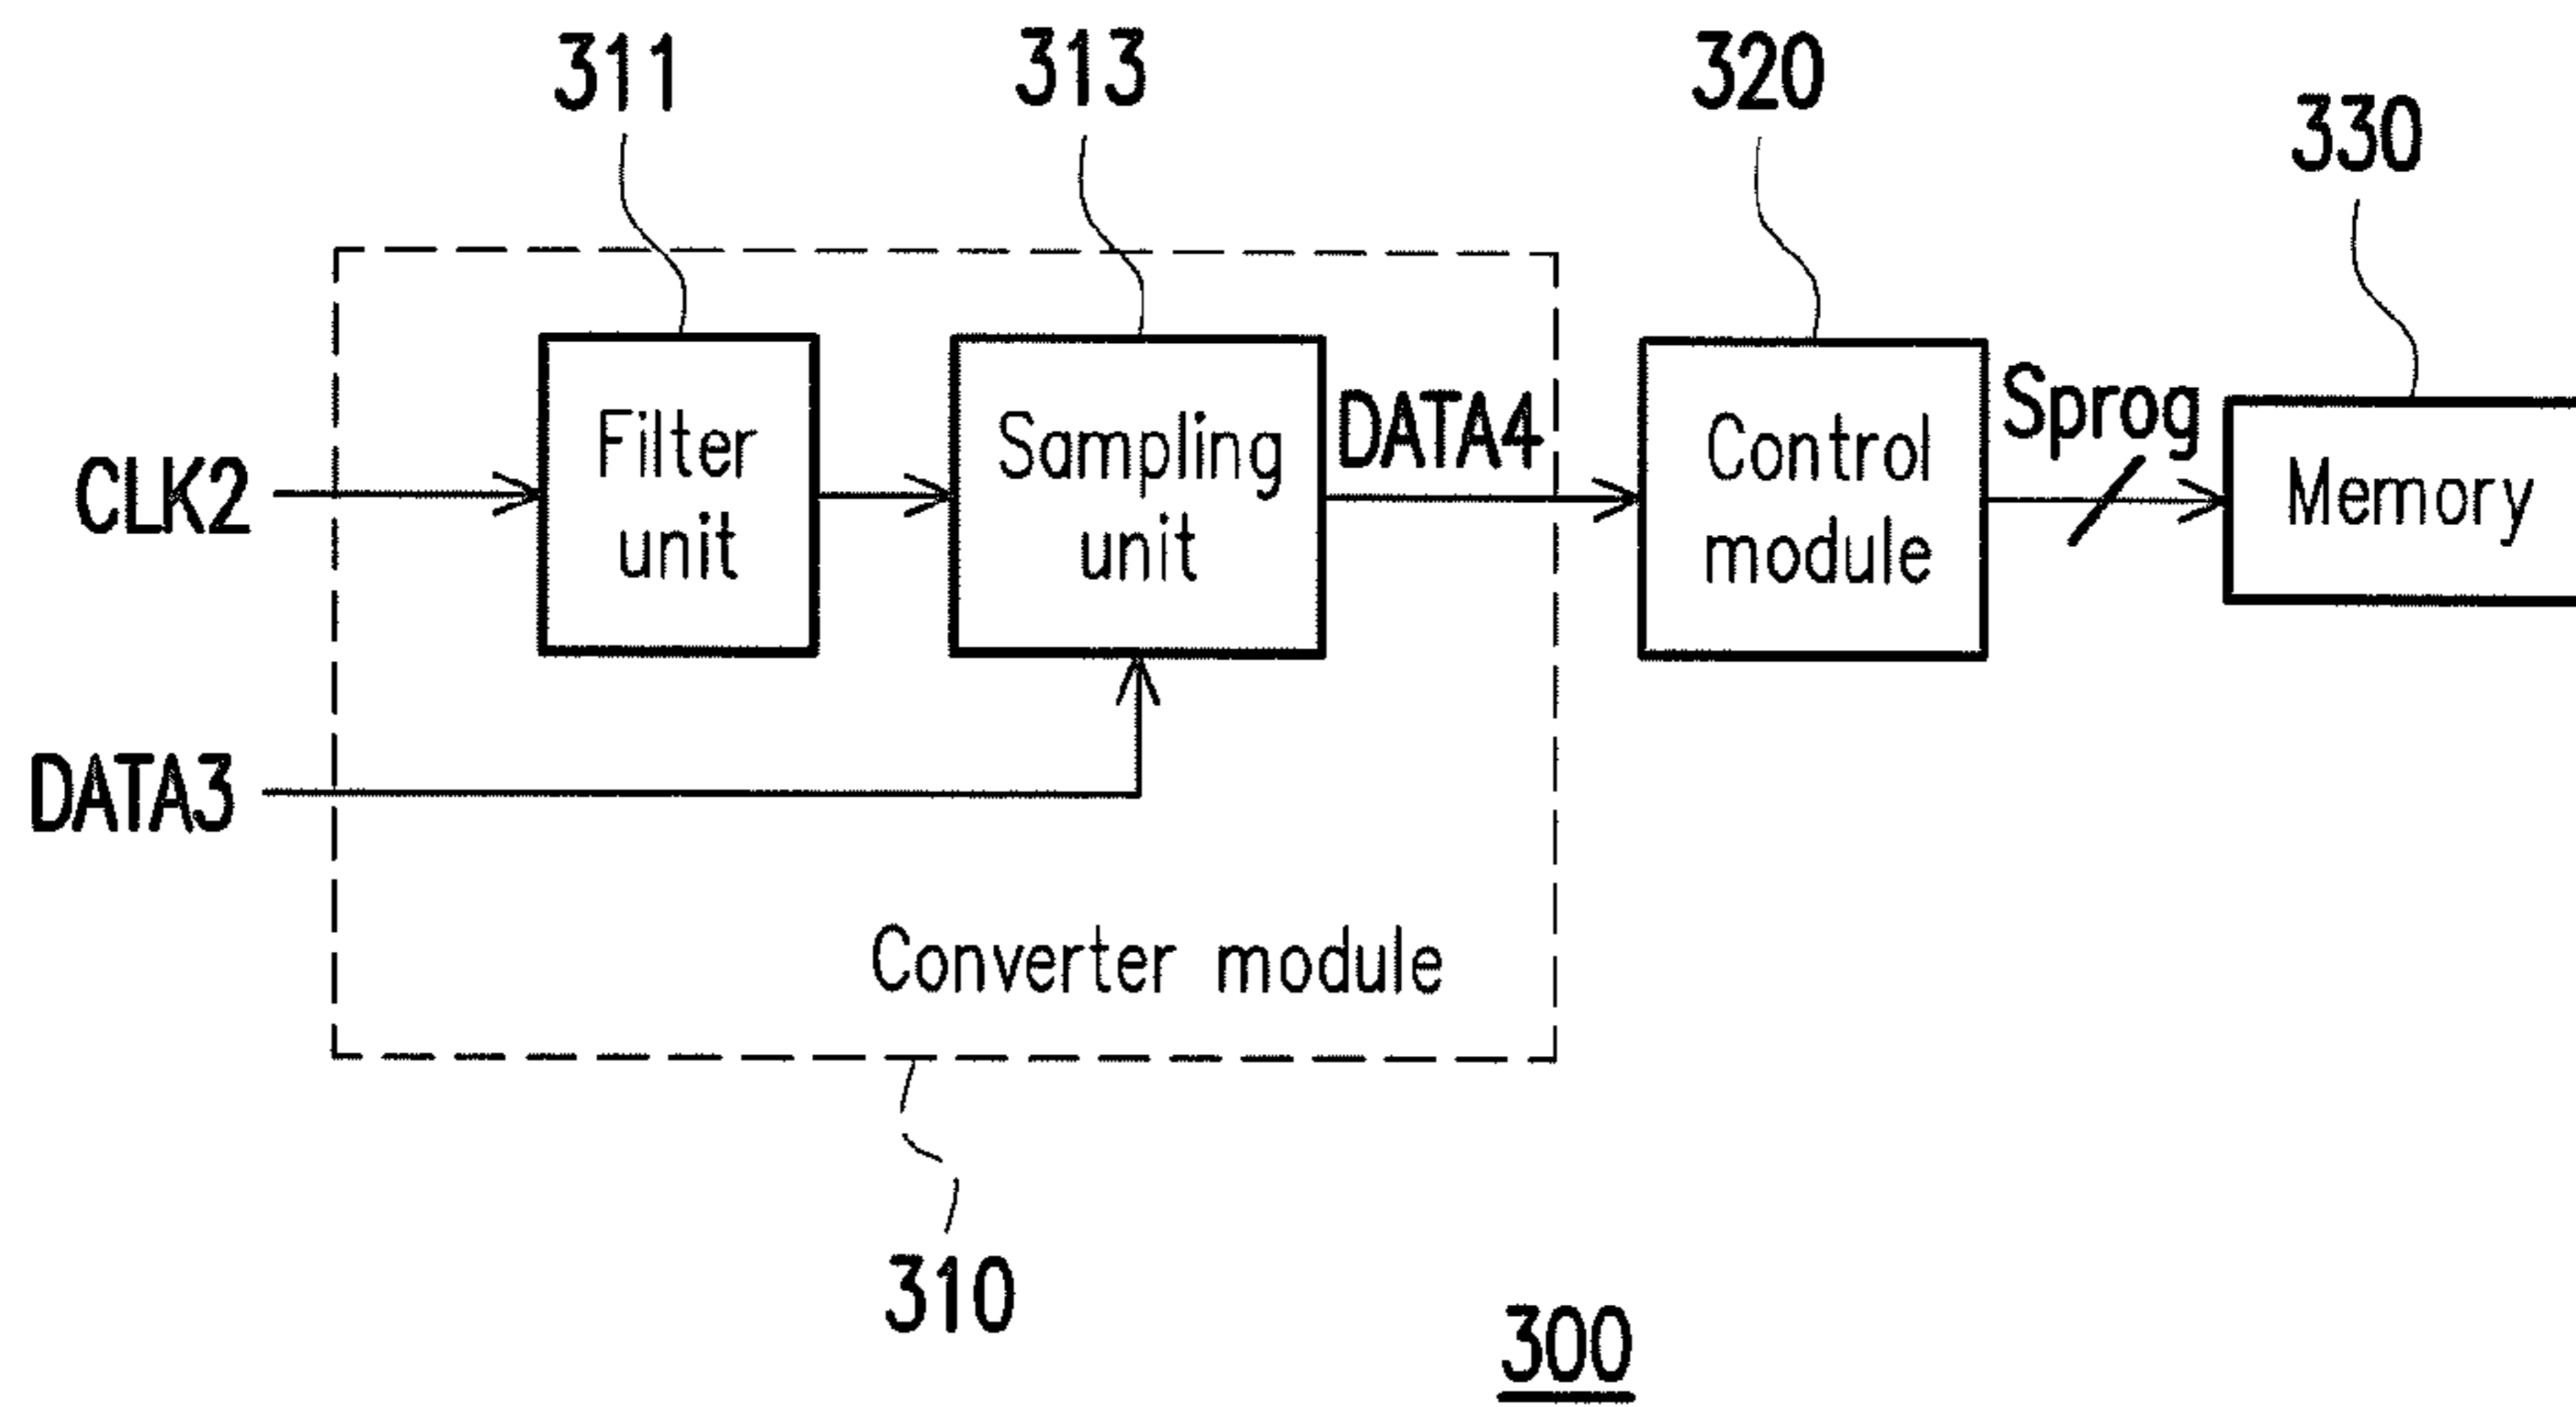 311
313
320
330
Filter
unit
Sampling
unit
DATA4
Control
module
Sprog
Memory
CLK2
DATA3
Converter module
310
300